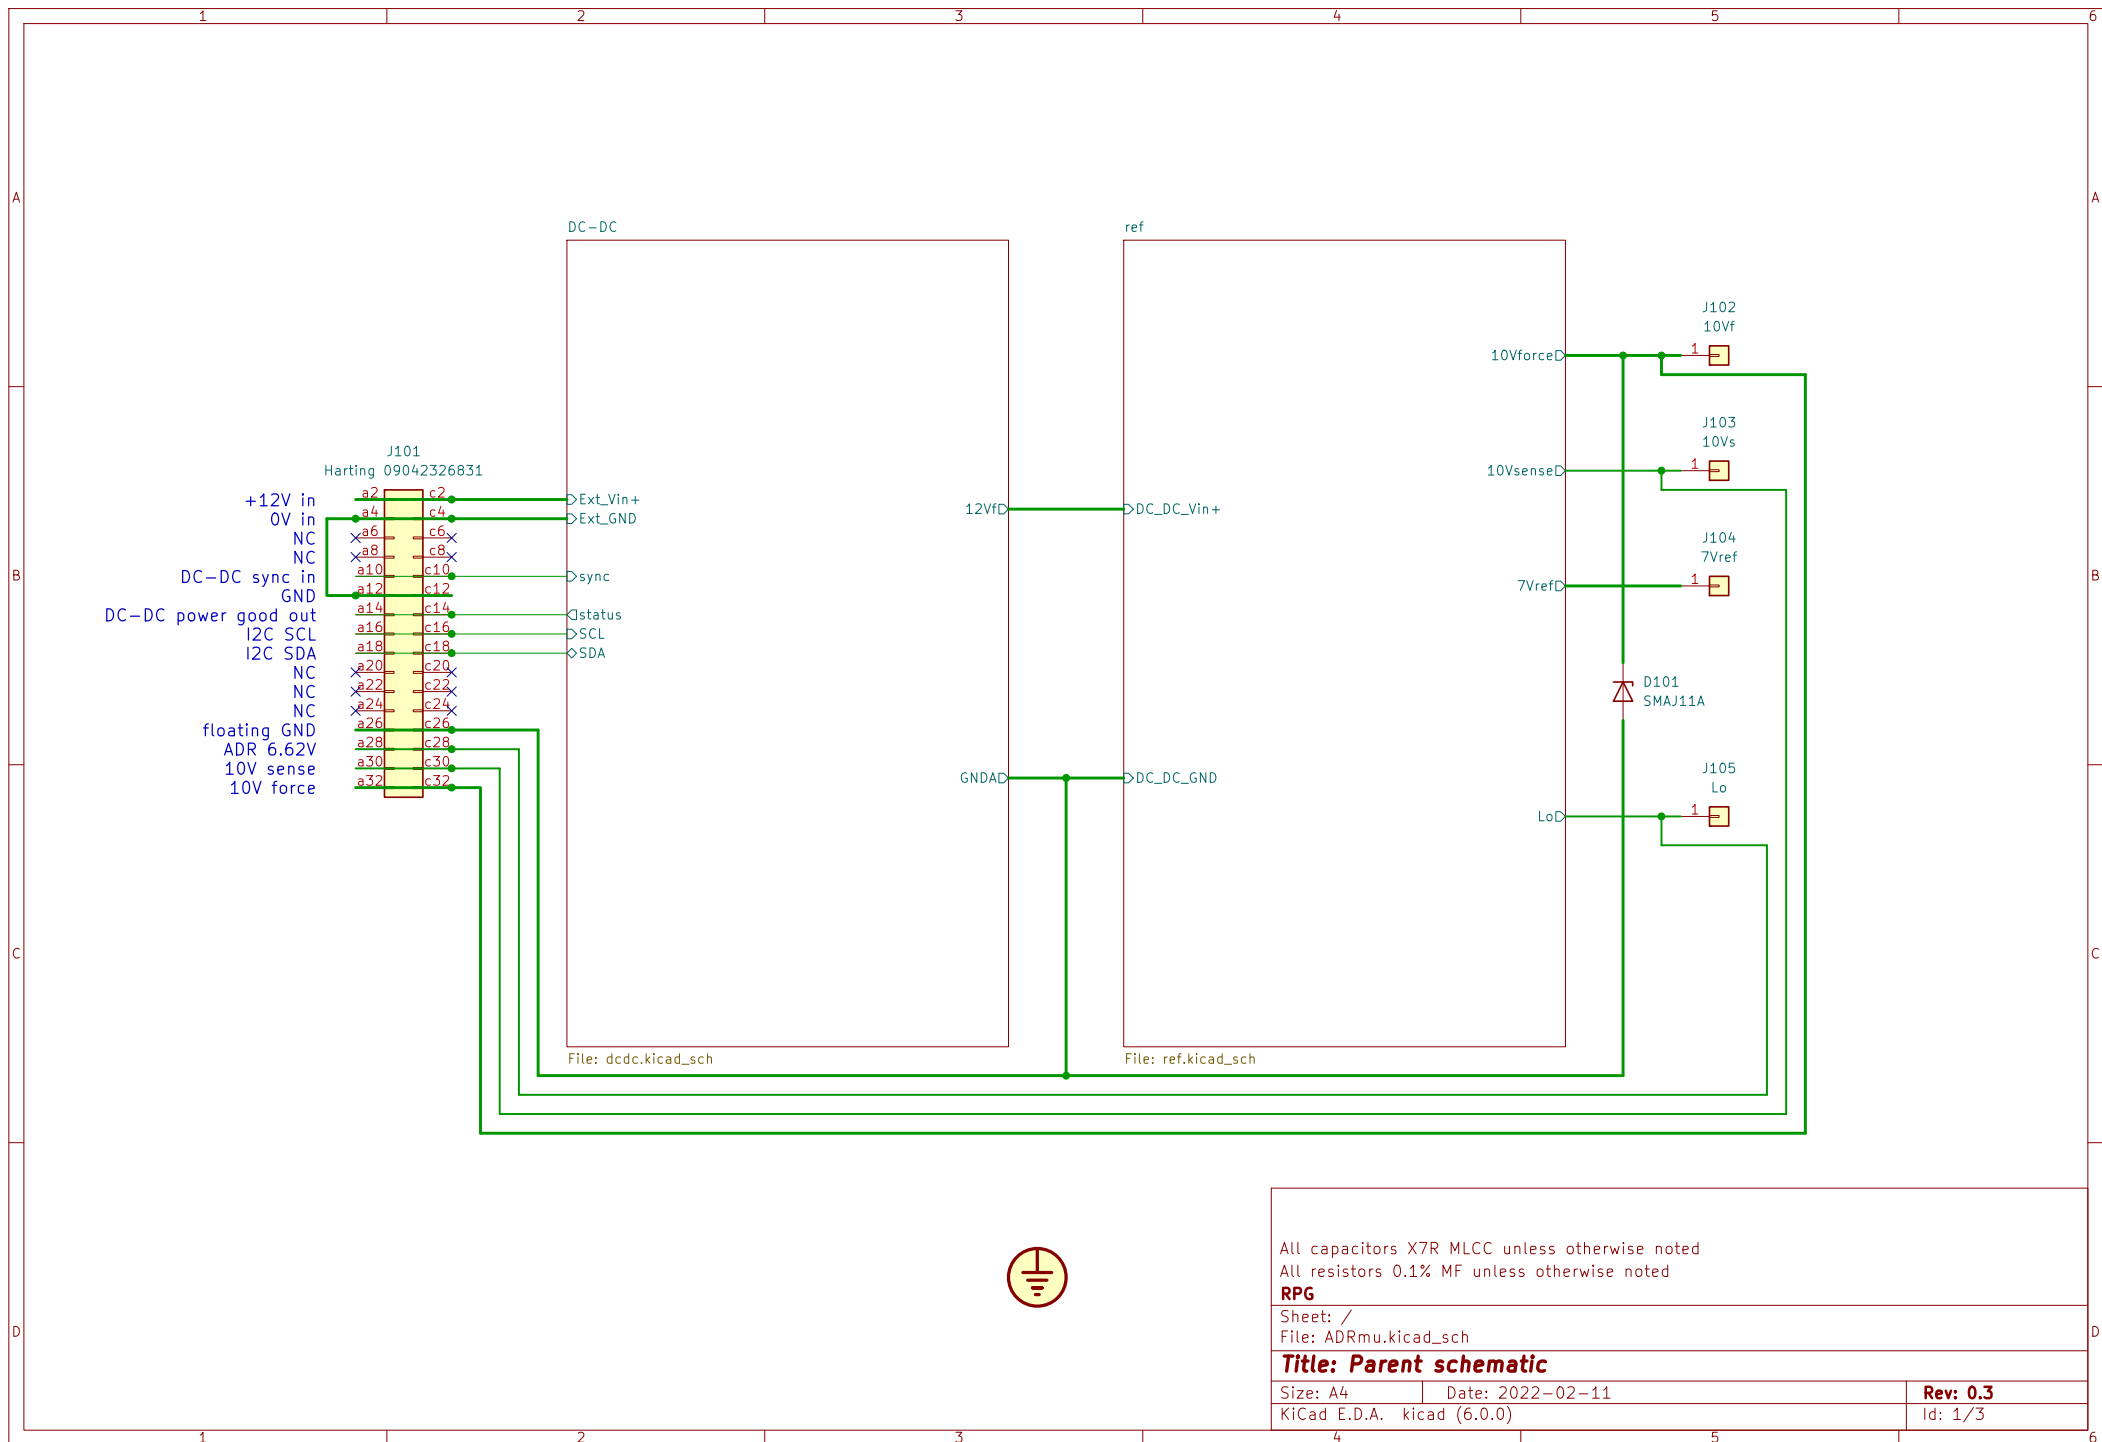 1 2 3 4 5 6
A A
DC-DC
ref
J102
10Vf
10Vforce 1
J103
10Vs
J101
Harting 09042326831
10Vsense 1
+12V in a2 c2 Ext_Vin+
12Vf DC_DC_Vin+
0V in a4 c4 Ext_GND
NC a6 c6
J104
7Vref
NC a8 c8
B DC-DC sync in a10 c10 sync B
7Vref 1
GND a12 c12
DC-DC power good out a14 c14 status
I2C SCL a16 c16 SCL
I2C SDA a18 c18 SDA
NC a20 c20
D101
NC a22 c22
SMAJ11A
NC a24 c24
floating GND a26 c26
ADR 6.62V a28 c28
10V sense a30 c30
J105
GNDA DC_DC_GND
10V force a32 c32
Lo
Lo 1
C C
File: dcdc.kicad_sch
File: ref.kicad_sch
All capacitors X7R MLCC unless otherwise noted
All resistors 0.1% MF unless otherwise noted
RPG
Sheet: /
D D
File: ADRmu.kicad_sch
Title: Parent schematic
Size: A4 Date: 2022-02-11 Rev: 0.3
KiCad E.D.A. kicad (6.0.0) Id: 1/3
1 2 3 4 5 6